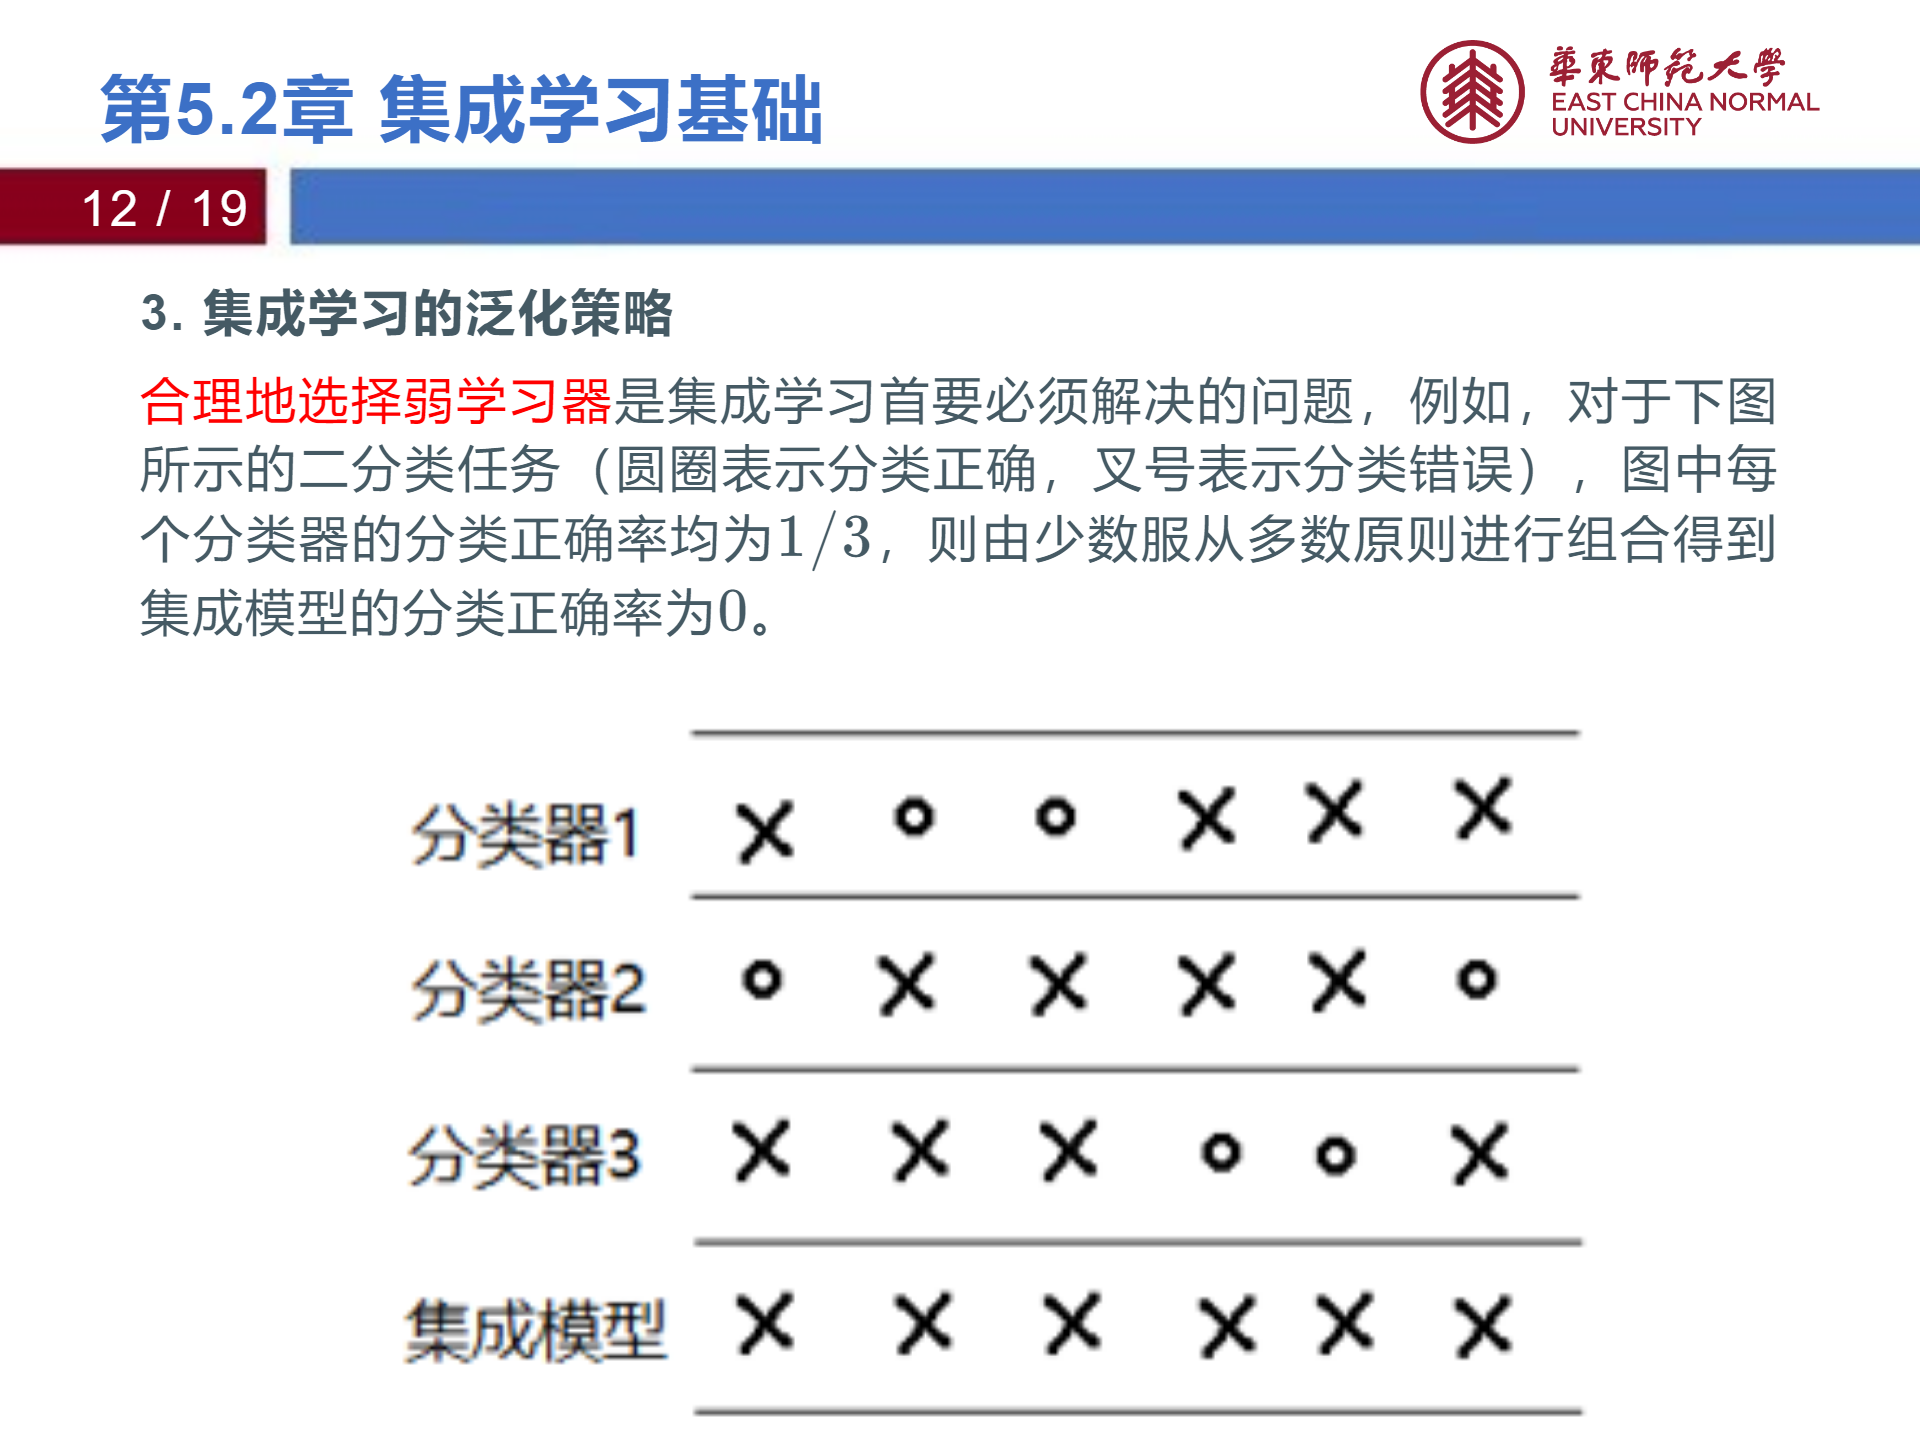 第5.2章 集成学习基础
華東師範大學
EAST CHINA NORMAL
UNIVERSITY
12 / 19
3. 集成学习的泛化策略
合理地选择弱学习器是集成学习首要必须解决的问题，例如，对于下图
所示的二分类任务（圆圈表示分类正确，叉号表示分类错误），图中每
个分类器的分类正确率均为1/3，则由少数服从多数原则进行组合得到
集成模型的分类正确率为0。
分类器1
分类器2
分类器3
集成模型